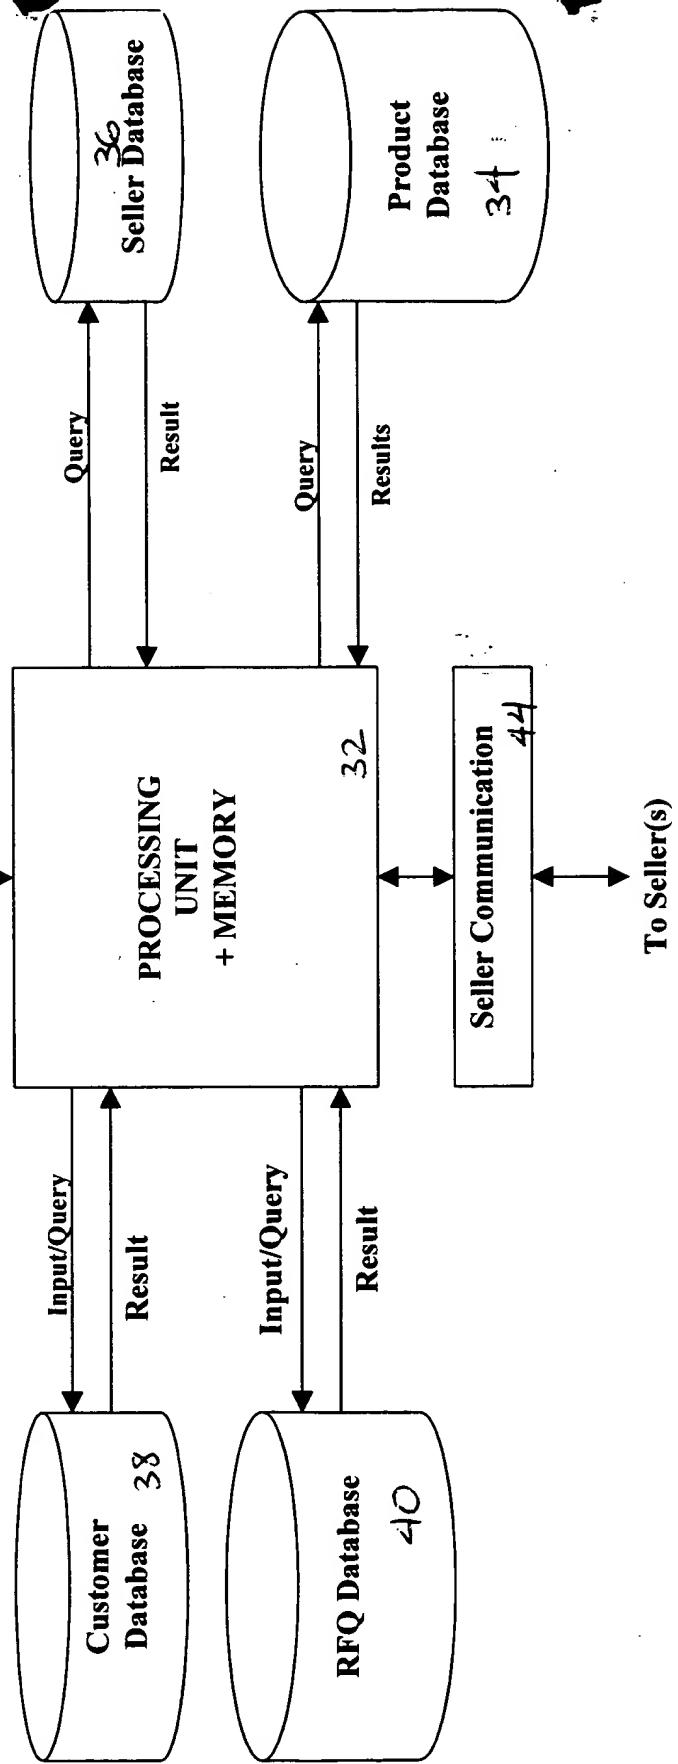 Customer
Database 38
Input/Query
Result
RFQ Database
40
Input/Query
Result
PROCESSING
UNIT
+ MEMORY
32
Query
Result
36
Seller Database
Query
Results
Product
Database
34
Seller Communication
44
To Seller(s)